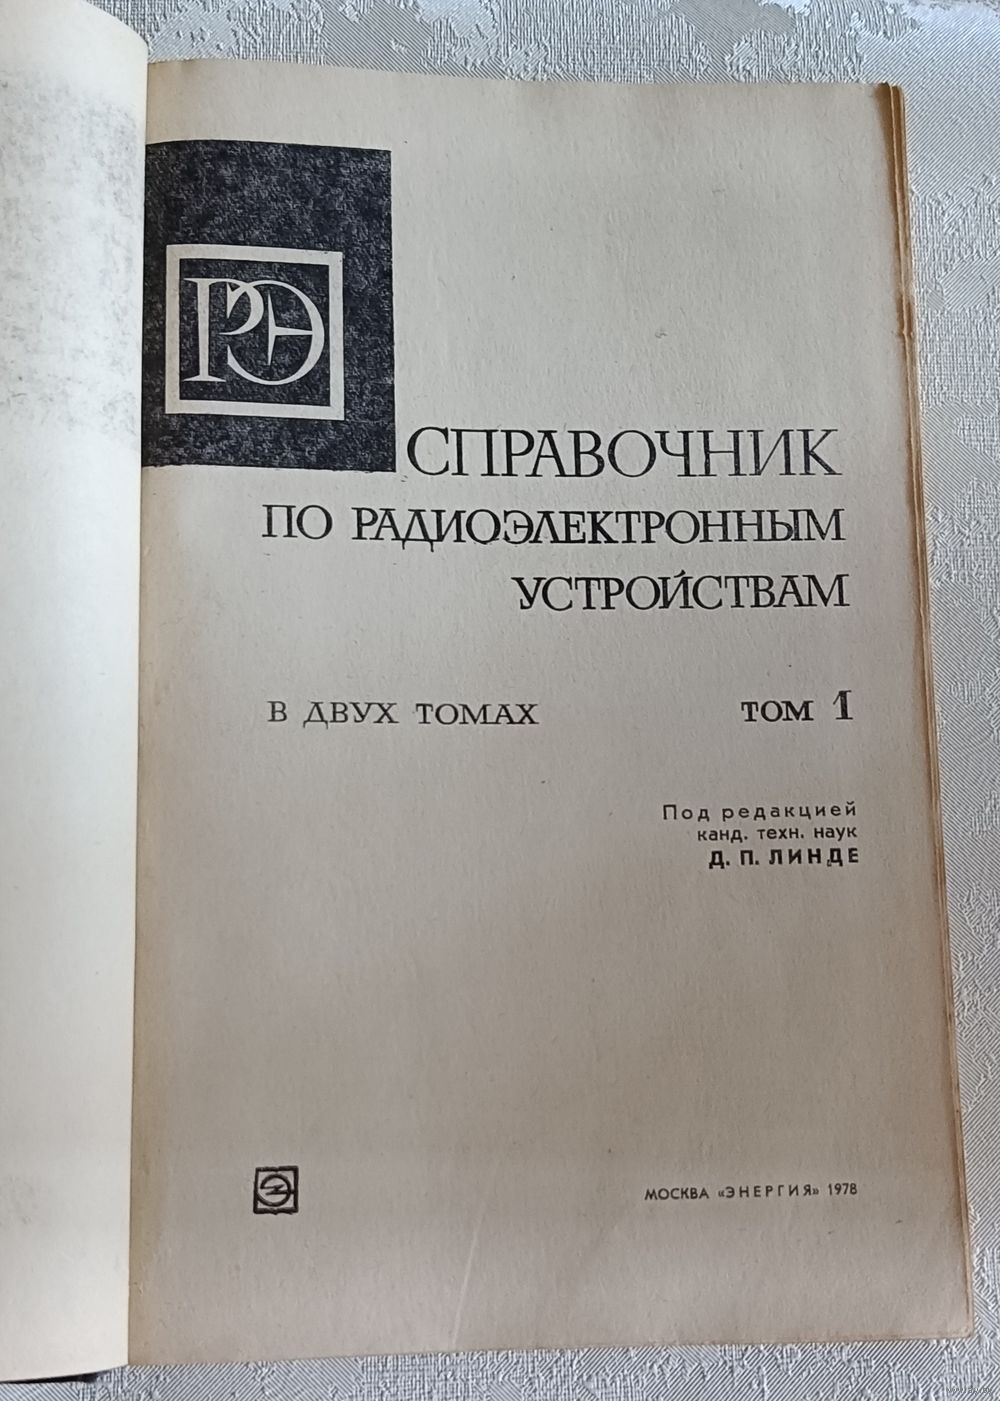 РЭ
СПРАВОЧНИК
ПО РАДИОЭЛЕКТРОННЫМ
УСТРОЙСТВАМ
В ДВУХ ТОМАХ ТОМ 1
Под редакцией
канд. техн. наук
Д. П. ЛИНДЕ
Э
МОСКВА «ЭНЕРГИЯ» 1978